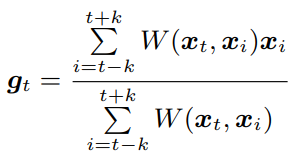 g_t = \frac{\sum_{i=t-k}^{t+k} W(x_t, x_i) x_i}{\sum_{i=t-k}^{t+k} W(x_t, x_i)}